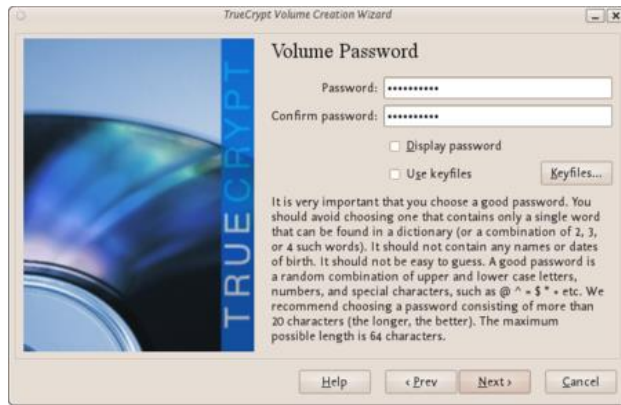 TrueCrypt Volume Creation Wizard
Volume Password
Password: ••••••••••
Confirm password: ••••••••••
Display password
Use keyfiles
Keyfiles...
It is very important that you choose a good password. You
should avoid choosing one that contains only a single word
that can be found in a dictionary (or a combination of 2, 3,
or 4 such words). It should not contain any names or dates
of birth. It should not be easy to guess. A good password is
a random combination of upper and lower case letters,
numbers, and special characters, such as @ ^ = $ * + etc. We
recommend choosing a password consisting of more than
20 characters (the longer, the better). The maximum
possible length is 64 characters.
TRUECRYPT
Help
< Prev
Next >
Cancel